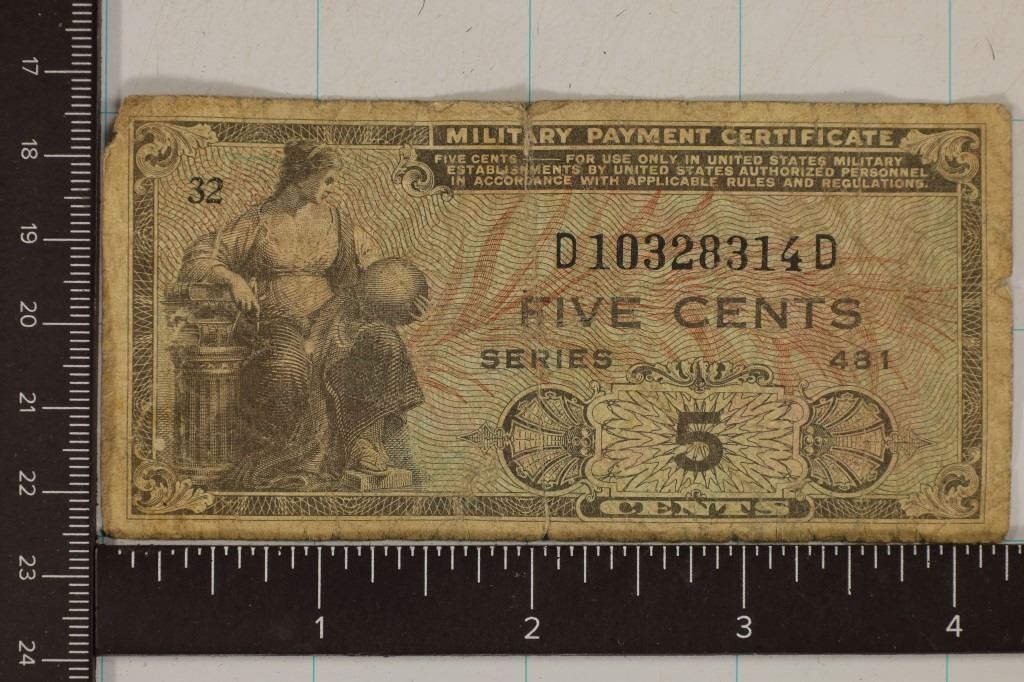 MILITARY PAYMENT CERTIFICATE
FIVE CENTS — FOR USE ONLY IN UNITED STATES MILITARY
ESTABLISHMENTS BY UNITED STATES AUTHORIZED PERSONNEL
IN ACCORDANCE WITH APPLICABLE RULES AND REGULATIONS.
32
D10328314D
FIVE CENTS
SERIES 481
5
CENTS
17
18
19
20
21
22
23
24
1 2 3 4